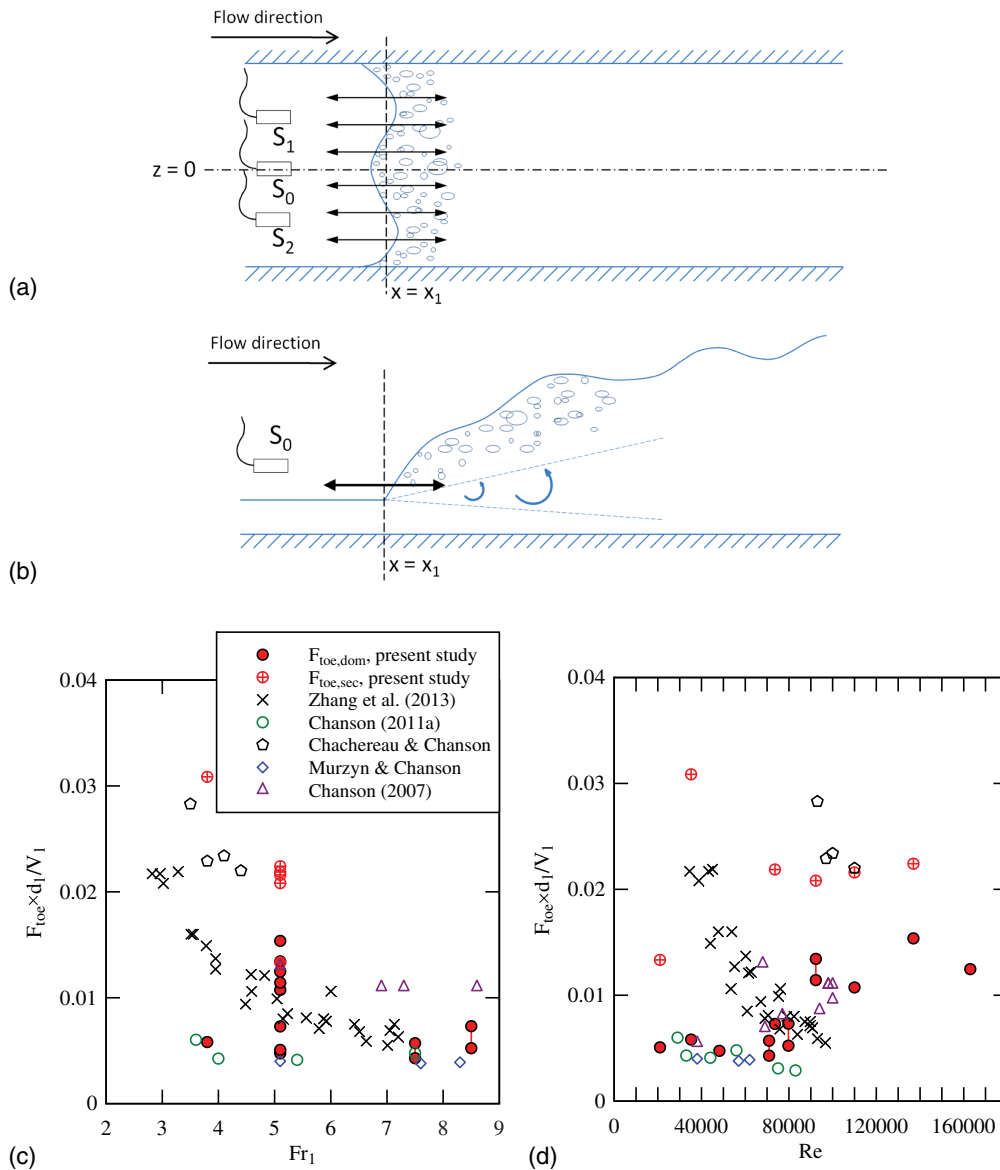 Flow direction
S1
z = 0
S0
S2
x = x1
(a)
Flow direction
S0
x = x1
(b)
Ftoe,dom, present study
Ftoe,sec, present study
Zhang et al. (2013)
Chanson (2011a)
Chachereau & Chanson
Murzyn & Chanson
Chanson (2007)
0.04
0.03
0.02
0.01
0
Ftoe×d1/V1
2 3 4 5 6 7 8 9
Fr1
(c)
0.04
0.03
0.02
0.01
0
Ftoe×d1/V1
0 40000 80000 120000 160000
Re
(d)